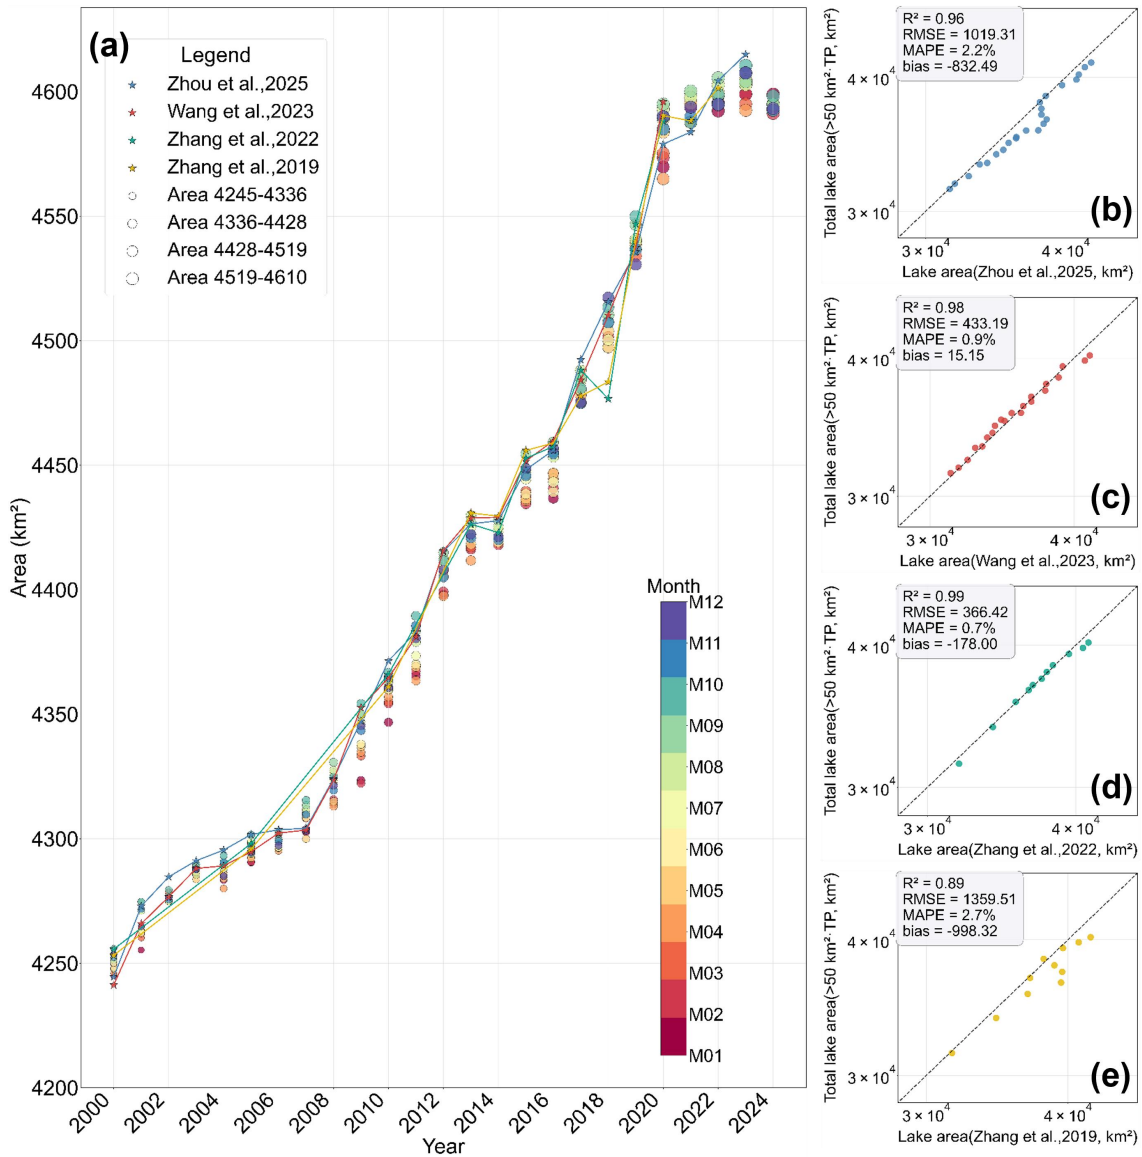 (a)
Legend
Zhou et al.,2025
Wang et al.,2023
Zhang et al.,2022
Zhang et al.,2019
Area 4245-4336
Area 4336-4428
Area 4428-4519
Area 4519-4610
4600
4550
4500
4450
4400
4350
4300
4250
4200
Area (km²)
Month
M12
M11
M10
M09
M08
M07
M06
M05
M04
M03
M02
M01
2000
2002
2004
2006
2008
2010
2012
2014
2016
2018
2020
2022
2024
Year
R² = 0.96
RMSE = 1019.31
MAPE = 2.2%
bias = -832.49
(b)
Total lake area(>50 km²·TP, km²)
4 × 10⁴
3 × 10⁴
3 × 10⁴
4 × 10⁴
Lake area(Zhou et al.,2025, km²)
R² = 0.98
RMSE = 433.19
MAPE = 0.9%
bias = 15.15
(c)
Total lake area(>50 km²·TP, km²)
4 × 10⁴
3 × 10⁴
3 × 10⁴
4 × 10⁴
Lake area(Wang et al.,2023, km²)
R² = 0.99
RMSE = 366.42
MAPE = 0.7%
bias = -178.00
(d)
Total lake area(>50 km²·TP, km²)
4 × 10⁴
3 × 10⁴
3 × 10⁴
4 × 10⁴
Lake area(Zhang et al.,2022, km²)
R² = 0.89
RMSE = 1359.51
MAPE = 2.7%
bias = -998.32
(e)
Total lake area(>50 km²·TP, km²)
4 × 10⁴
3 × 10⁴
3 × 10⁴
4 × 10⁴
Lake area(Zhang et al.,2019, km²)